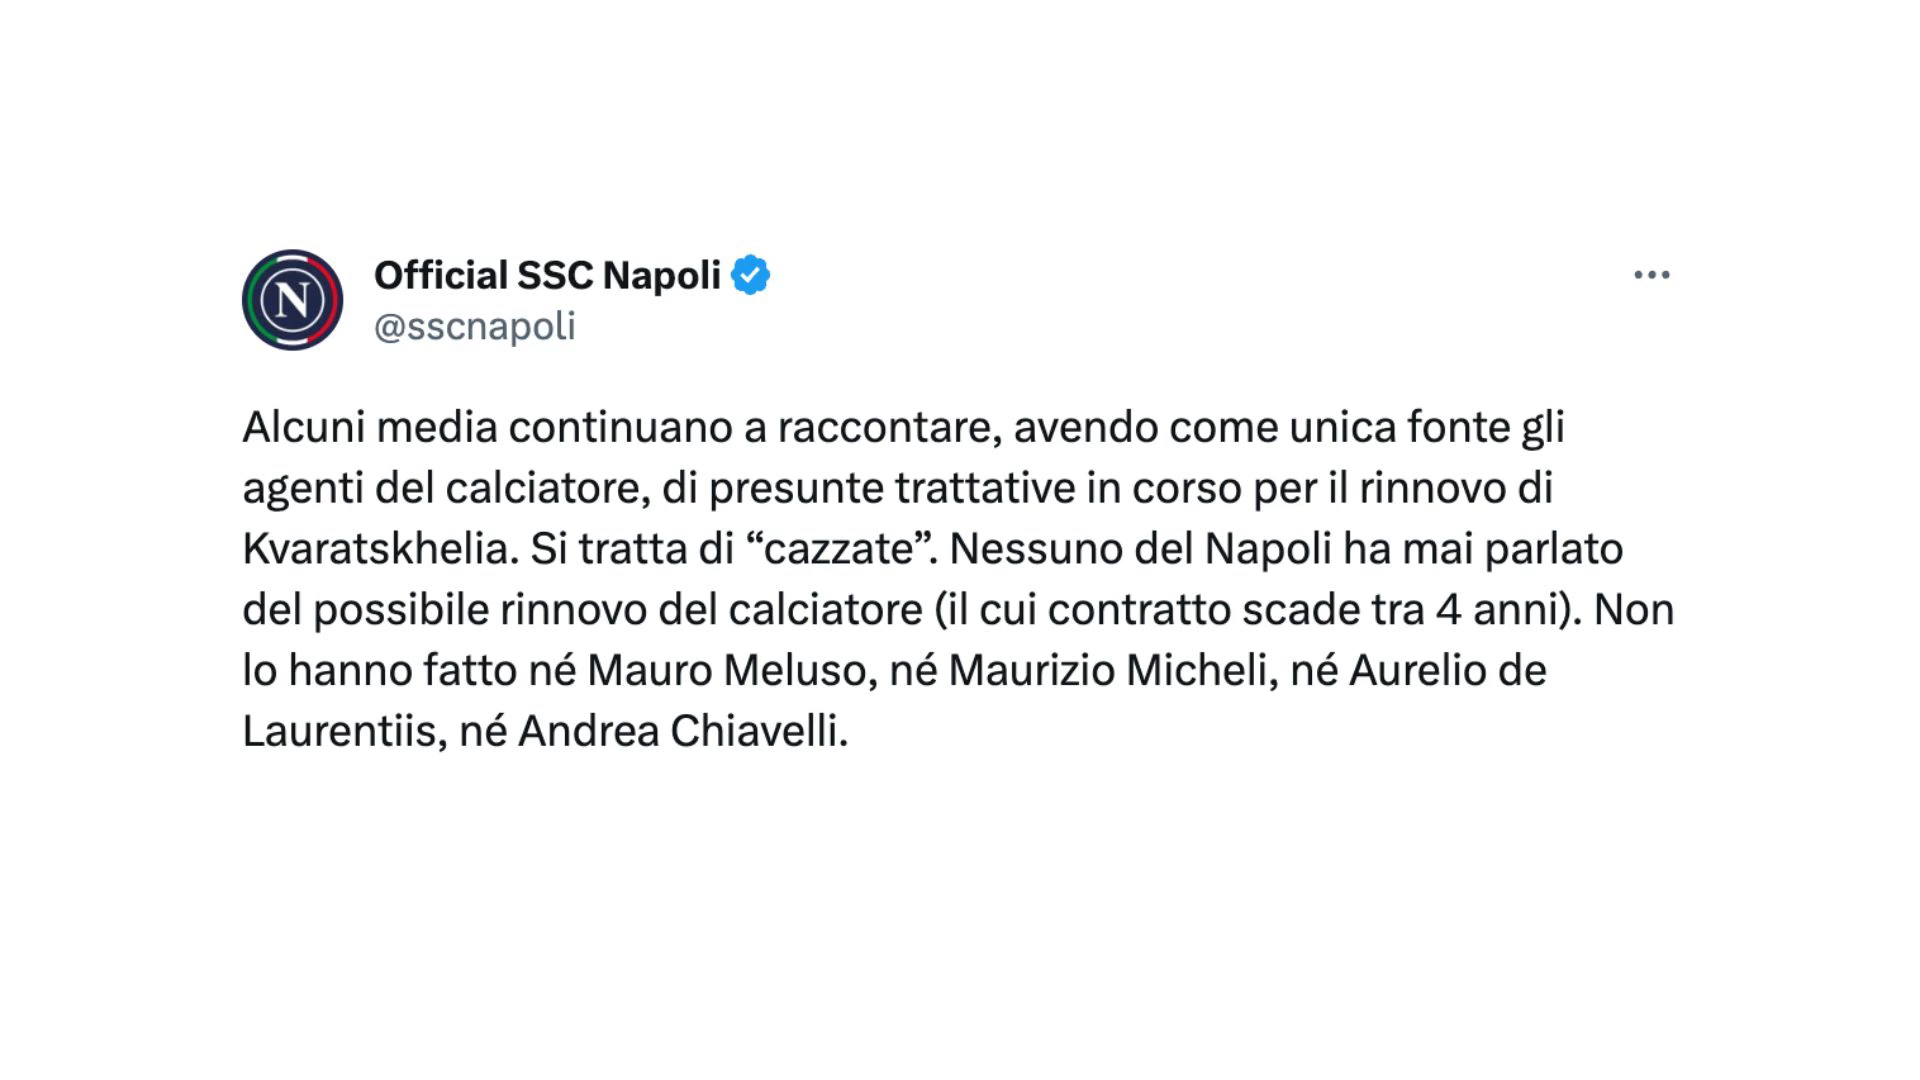 N
Official SSC Napoli
@sscnapoli
Alcuni media continuano a raccontare, avendo come unica fonte gli
agenti del calciatore, di presunte trattative in corso per il rinnovo di
Kvaratskhelia. Si tratta di “cazzate”. Nessuno del Napoli ha mai parlato
del possibile rinnovo del calciatore (il cui contratto scade tra 4 anni). Non
lo hanno fatto né Mauro Meluso, né Maurizio Micheli, né Aurelio de
Laurentiis, né Andrea Chiavelli.